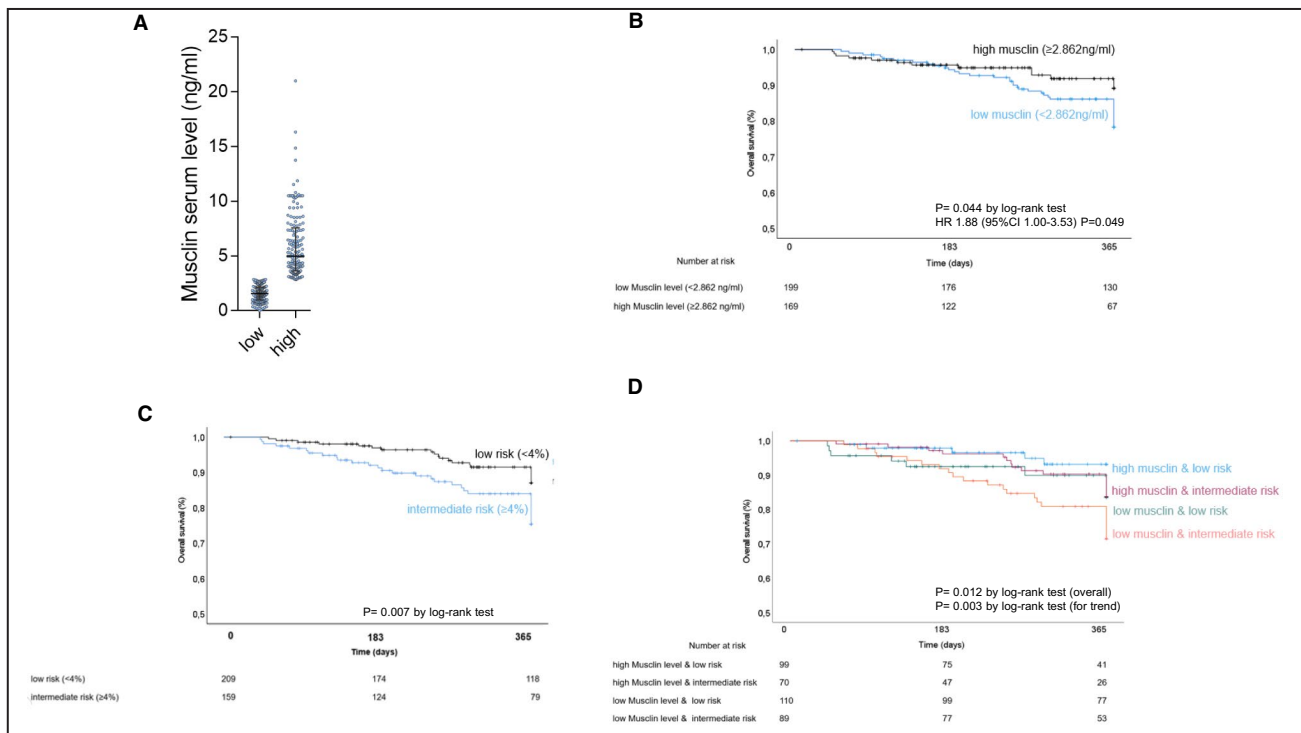 A
Musclin serum level (ng/ml)
25
20
15
10
5
0
low
high
B
Overall survival (%)
1,0
0,9
0,8
0,7
0,6
0,5
high musclin (≥2.862ng/ml)
low musclin (<2.862ng/ml)
P= 0.044 by log-rank test
HR 1.88 (95%CI 1.00-3.53) P=0.049
0 183 365
Number at risk Time (days)
low Musclin level (<2.862 ng/ml) 199 176 130
high Musclin level (≥2.862 ng/ml) 169 122 67
C
Overall survival (%)
1,0
0,9
0,8
0,7
0,6
0,5
low risk (<4%)
intermediate risk (≥4%)
P= 0.007 by log-rank test
0 183 365
Time (days)
low risk (<4%) 209 174 118
intermediate risk (≥4%) 159 124 79
D
Overall survival (%)
1,0
0,9
0,8
0,7
0,6
0,5
high musclin & low risk
high musclin & intermediate risk
low musclin & low risk
low musclin & intermediate risk
P= 0.012 by log-rank test (overall)
P= 0.003 by log-rank test (for trend)
0 183 365
Number at risk Time (days)
high Musclin level & low risk 99 75 41
high Musclin level & intermediate risk 70 47 26
low Musclin level & low risk 110 99 77
low Musclin level & intermediate risk 89 77 53